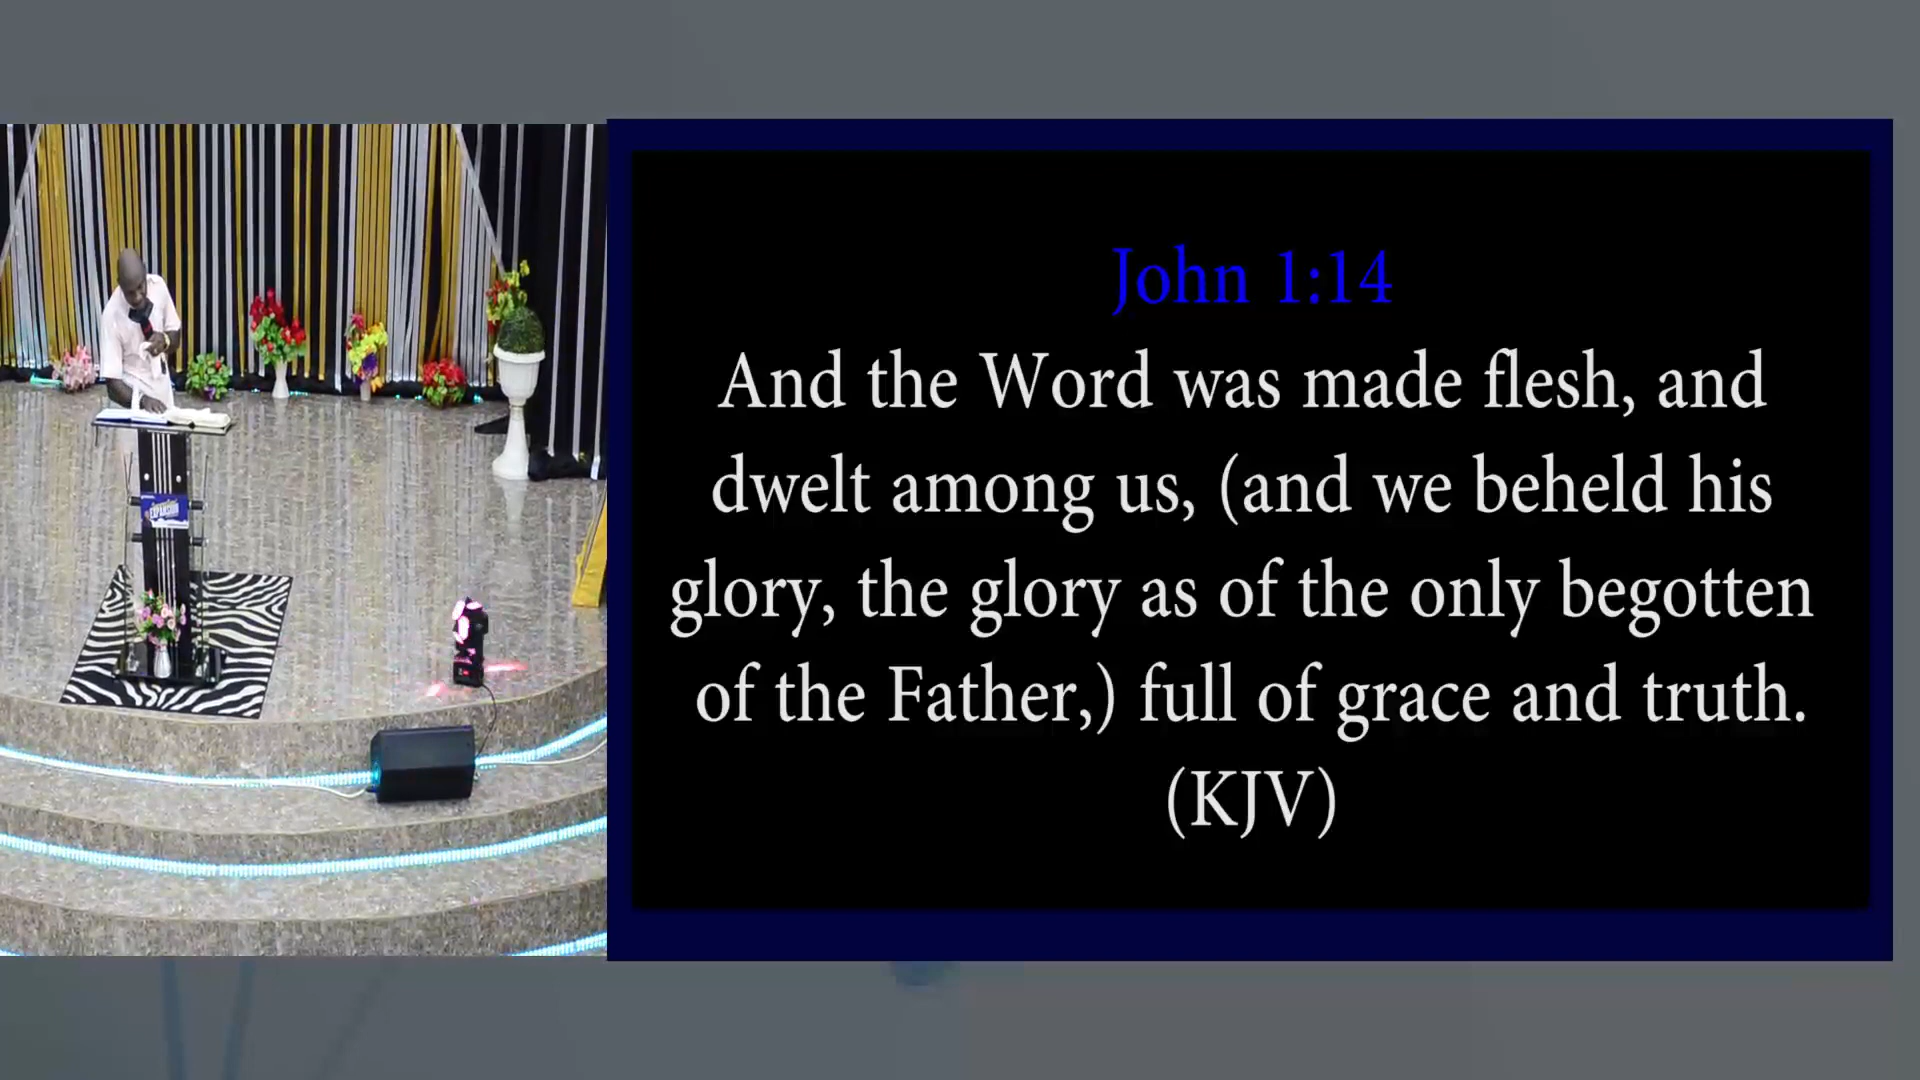 John 1:14
And the Word was made flesh, and
dwelt among us, (and we beheld his
glory, the glory as of the only begotten
of the Father,) full of grace and truth.
(KJV)
EXPANSION